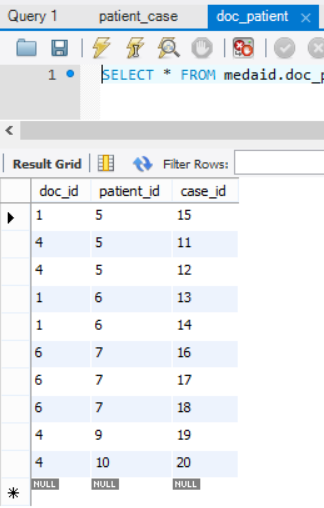 Query 1 patient_case doc_patient
1 SELECT * FROM medaid.doc_p
Result Grid Filter Rows:
doc_id patient_id case_id
1 5 15
4 5 11
4 5 12
1 6 13
1 6 14
6 7 16
6 7 17
6 7 18
4 9 19
4 10 20
NULL NULL NULL